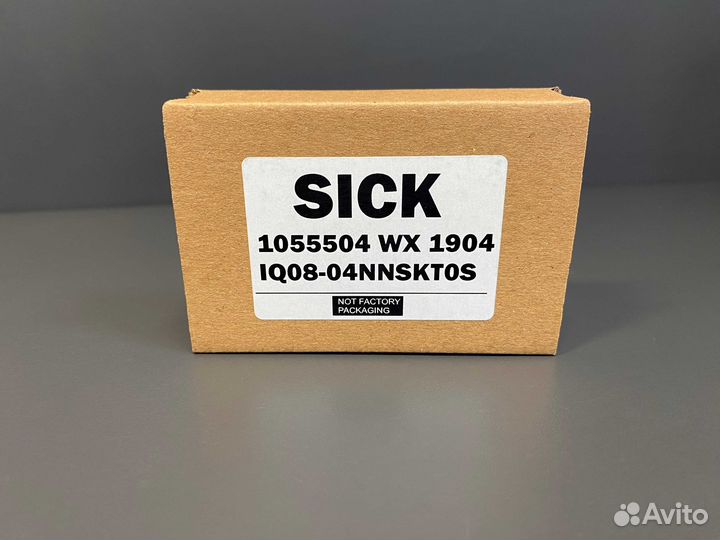 SICK
1055504 WX 1904
IQ08-04NNSKT0S
NOT FACTORY
PACKAGING
Avito